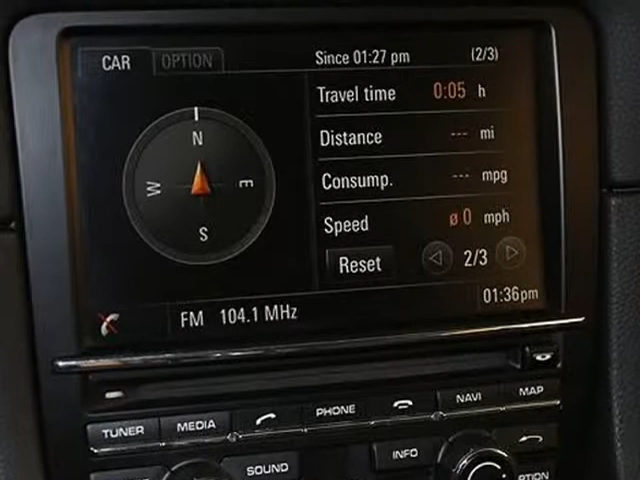 CAR OPTION Since 01:27 pm (2/3)
Travel time 0:05 h
Distance --- mi
Consump. --- mpg
Speed ø 0 mph
Reset 2/3
N
W E
S
01:36pm
FM 104.1 MHz
TUNER MEDIA PHONE NAVI MAP
SOUND INFO OPTION